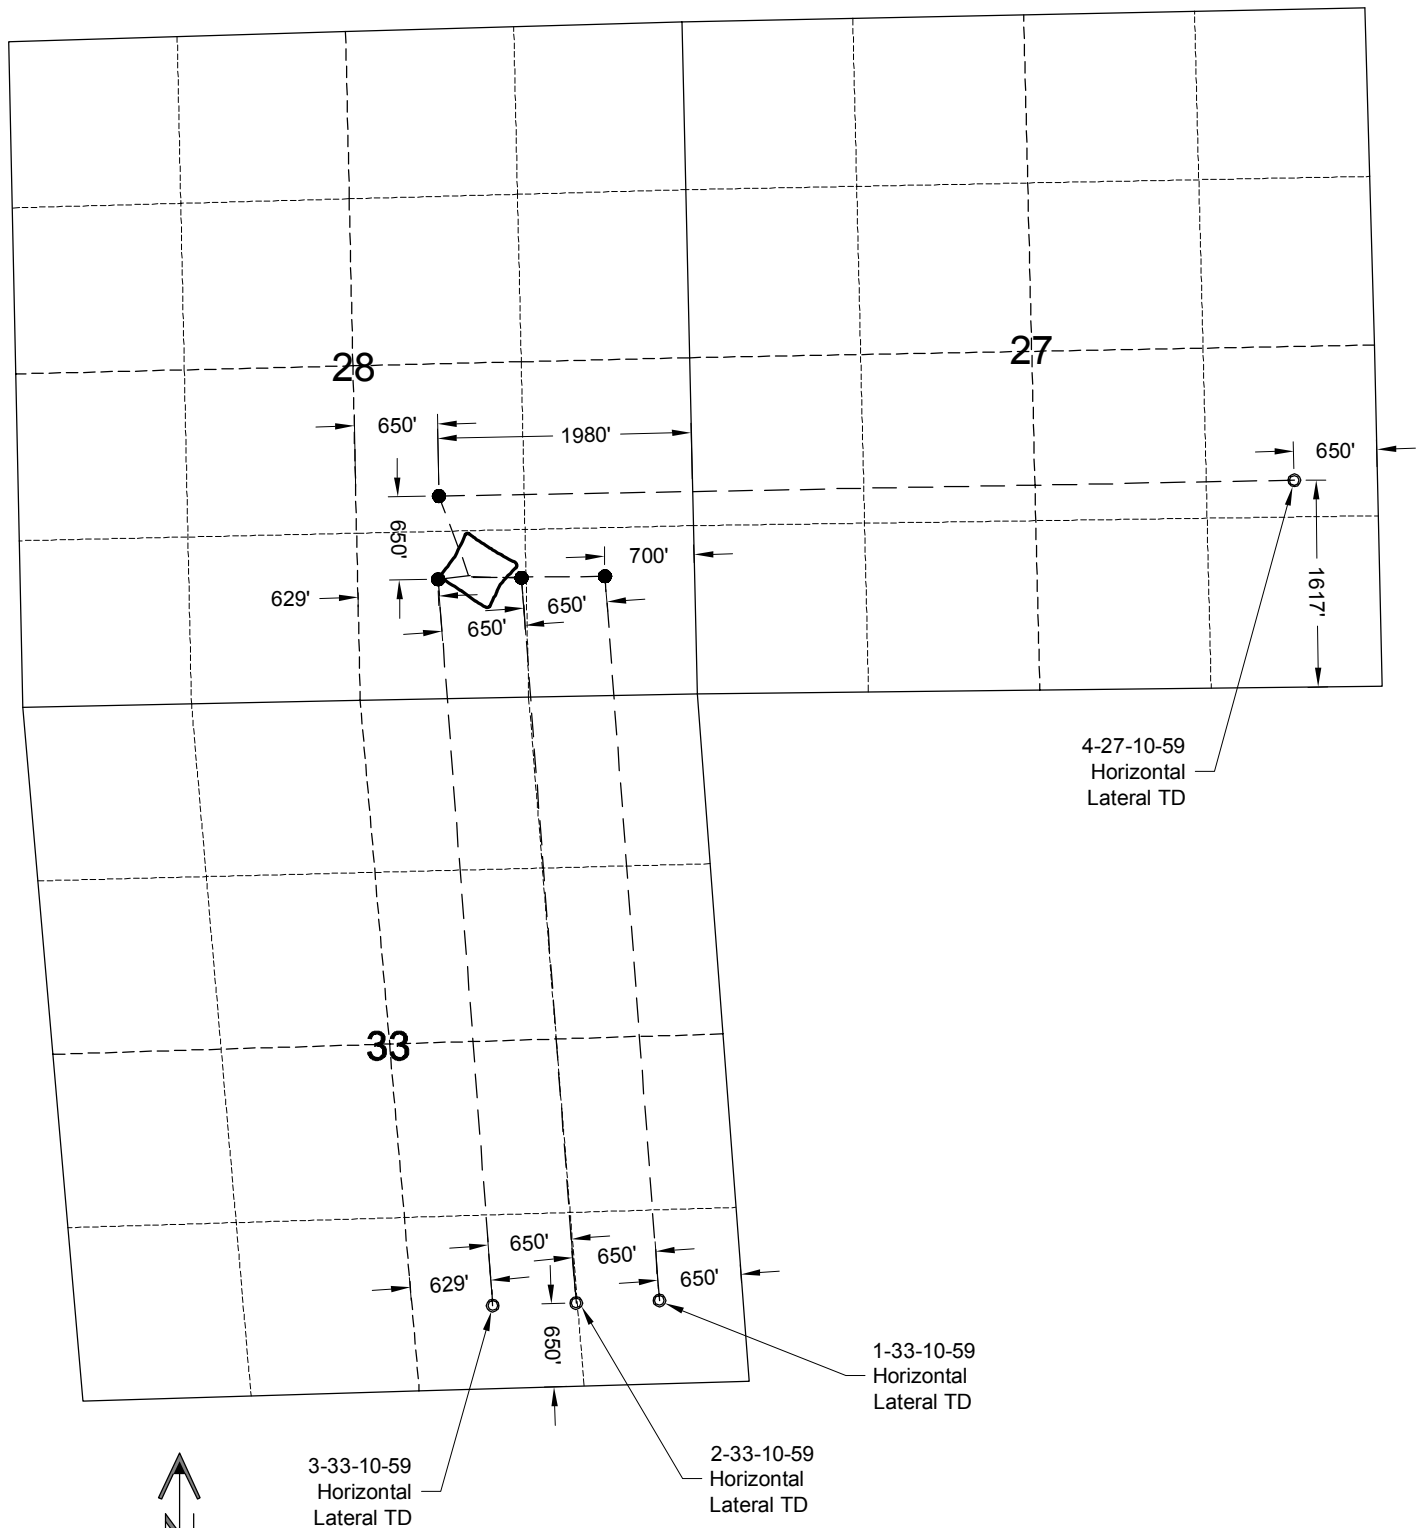 27
28
650'
1980'
650'
650'
700'
1617'
629'
650'
650'
4-27-10-59
Horizontal
Lateral TD
33
650'
650'
629'
650'
650'
1-33-10-59
Horizontal
Lateral TD
3-33-10-59
Horizontal
Lateral TD
2-33-10-59
Horizontal
Lateral TD